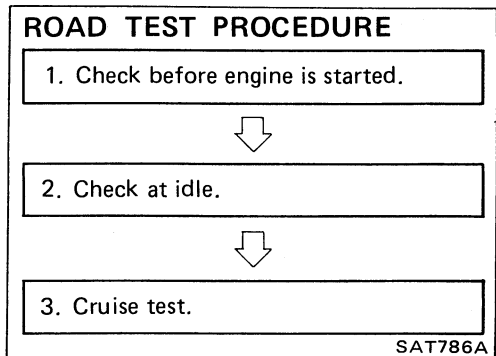 ROAD TEST PROCEDURE
1. Check before engine is started.
2. Check at idle.
3. Cruise test.
SAT786A